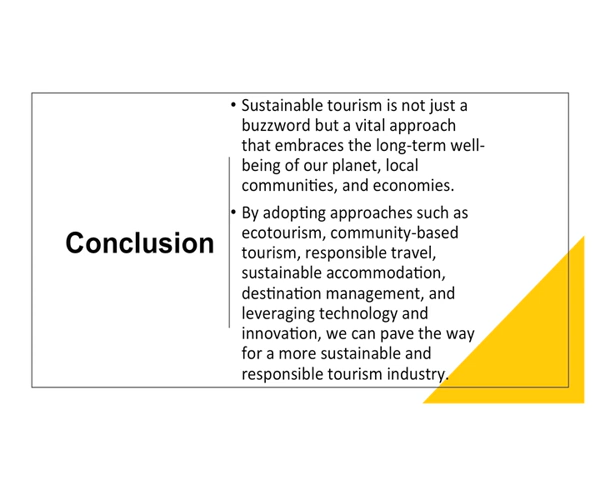 Conclusion
• Sustainable tourism is not just a
buzzword but a vital approach
that embraces the long-term well-
being of our planet, local
communities, and economies.
• By adopting approaches such as
ecotourism, community-based
tourism, responsible travel,
sustainable accommodation,
destination management, and
leveraging technology and
innovation, we can pave the way
for a more sustainable and
responsible tourism industry.